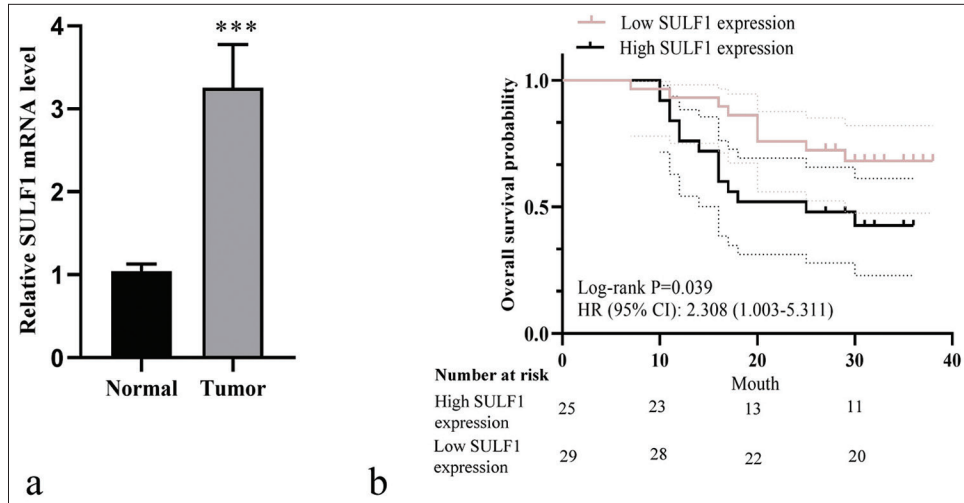 Relative SULF1 mRNA level
4
3
2
1
0
***
Normal Tumor
a
Low SULF1 expression
High SULF1 expression
Overall survival probability
1.0
0.5
0.0
Log-rank P=0.039
HR (95% CI): 2.308 (1.003-5.311)
0 10 20 30 40
Mouth
Number at risk
High SULF1 25 23 13 11
expression
Low SULF1 29 28 22 20
expression
b